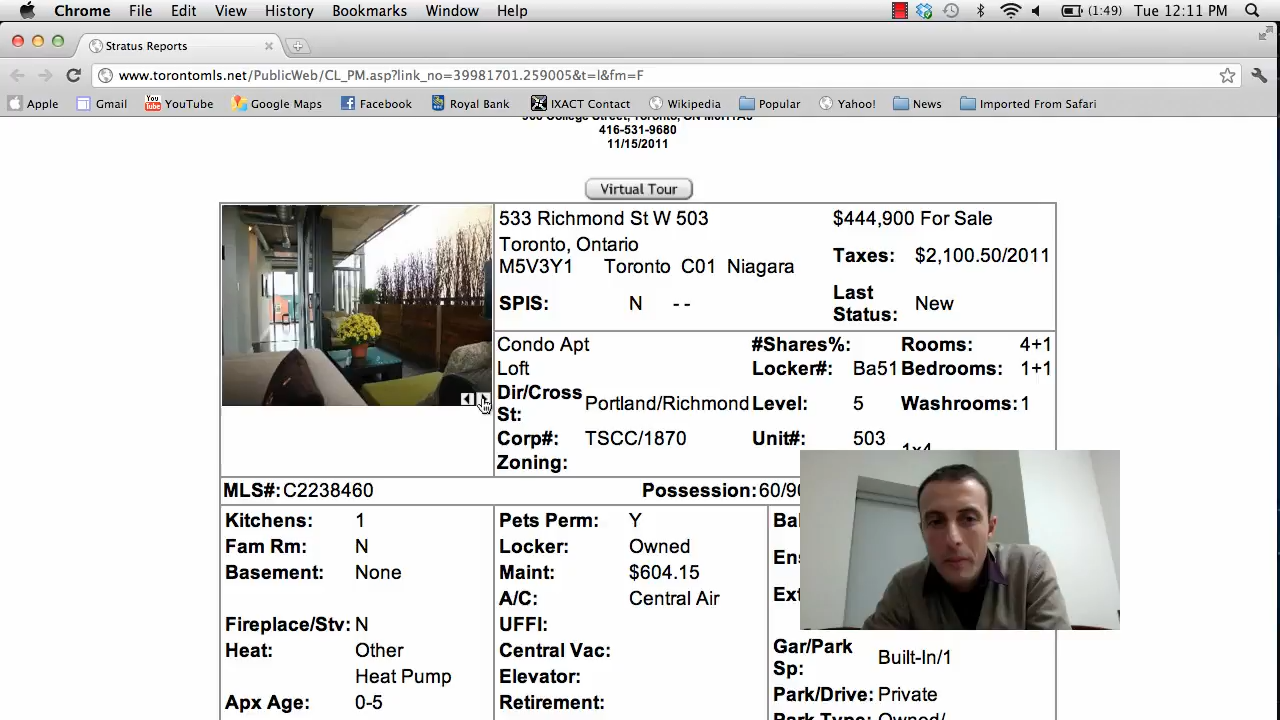 Chrome File Edit View History Bookmarks Window Help (1:49) Tue 12:11 PM
Stratus Reports
www.torontomls.net/PublicWeb/CL_PM.asp?link_no=39981701.259005&t=l&fm=F
Apple Gmail YouTube Google Maps Facebook Royal Bank IXACT Contact Wikipedia Popular Yahoo! News Imported From Safari
416-531-9680
11/15/2011
Virtual Tour
533 Richmond St W 503 $444,900 For Sale
Toronto, Ontario
Taxes: $2,100.50/2011
M5V3Y1 Toronto C01 Niagara
SPIS: N - - Last Status: New
Condo Apt #Shares%: Rooms: 4+1
Loft Locker#: Ba51 Bedrooms: 1+1
Dir/Cross St: Portland/Richmond Level: 5 Washrooms: 1
Corp#: TSCC/1870 Unit#: 503
Zoning:
MLS#: C2238460 Possession: 60/90
Kitchens: 1 Pets Perm: Y
Fam Rm: N Locker: Owned
Basement: None Maint: $604.15
A/C: Central Air
Fireplace/Stv: N UFFI:
Heat: Other Central Vac: Gar/Park Sp: Built-In/1
Heat Pump Elevator:
Apx Age: 0-5 Retirement: Park/Drive: Private